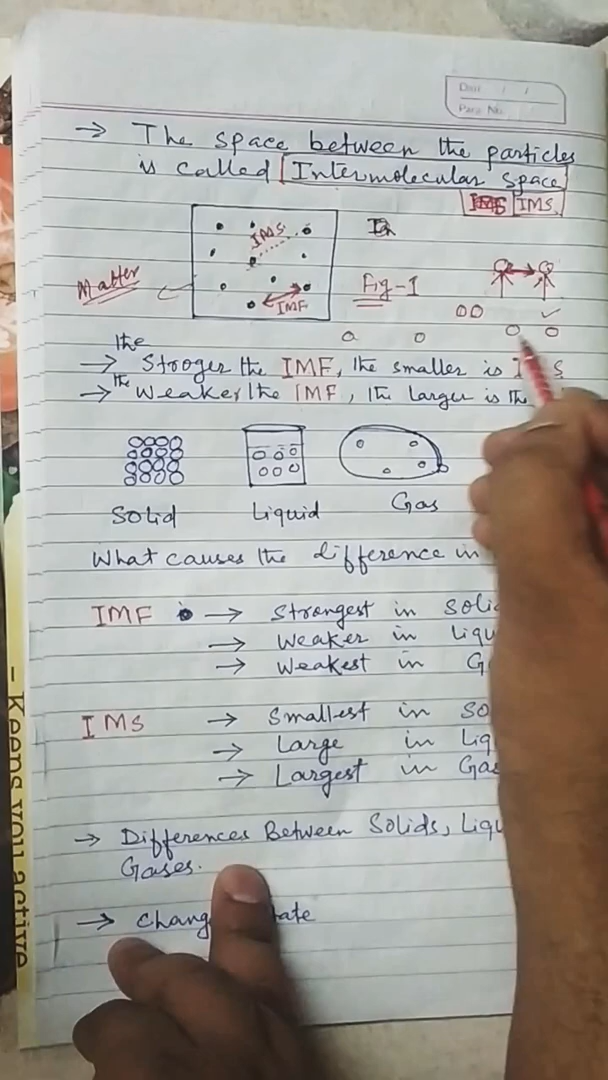 Date / /
Page No.
→ The space between the particles
is called Intermolecular Space
IMS
IMS
Matter
IMF
Fig-1
the
→ Stroger the IMF, the smaller is
→ the Weaker the IMF, the larger is the
Solid
Liquid
Gas
What causes the difference in
IMF → Strongest in
→ Weaker in
→ Weakest in
IMS → Smallest in
→ Large in
→ Largest in Gas
→ Differences Between Solids,
Gases.
→
- Keeps you active